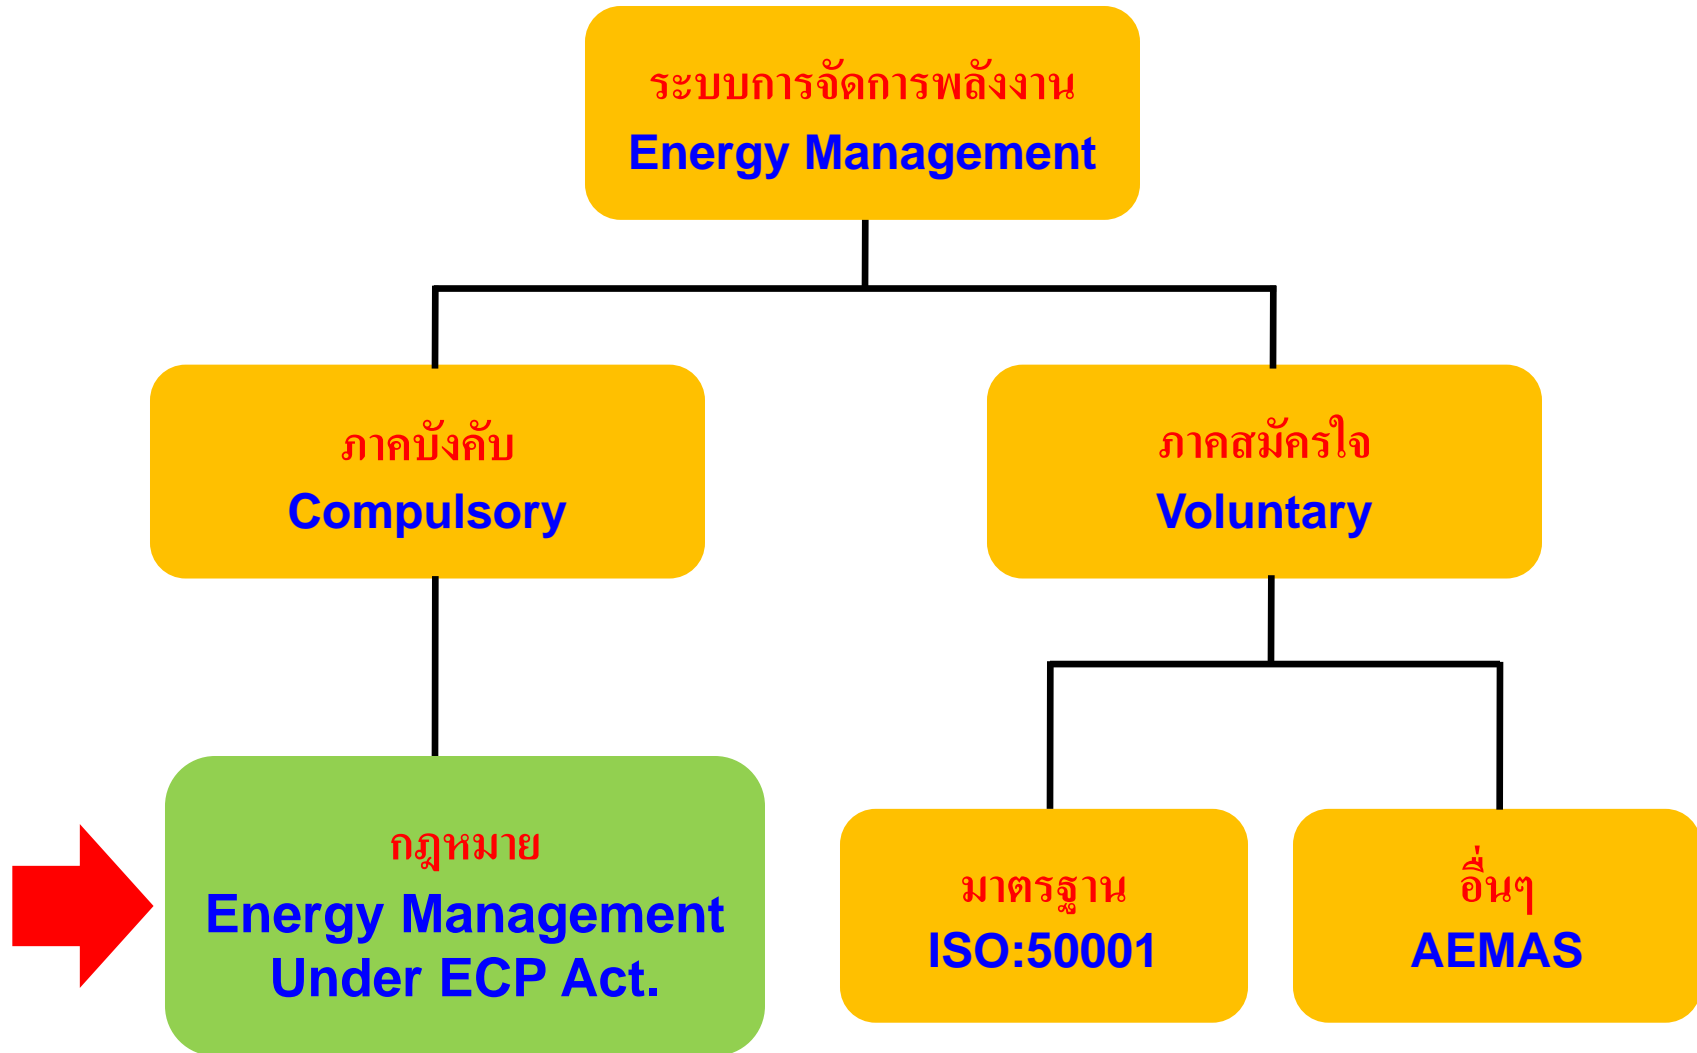 ระบบการจัดการพลังงาน
Energy Management
ภาคบังคับ
Compulsory
ภาคสมัครใจ
Voluntary
กฎหมาย
Energy Management
Under ECP Act.
มาตรฐาน
ISO:50001
อื่นๆ
AEMAS